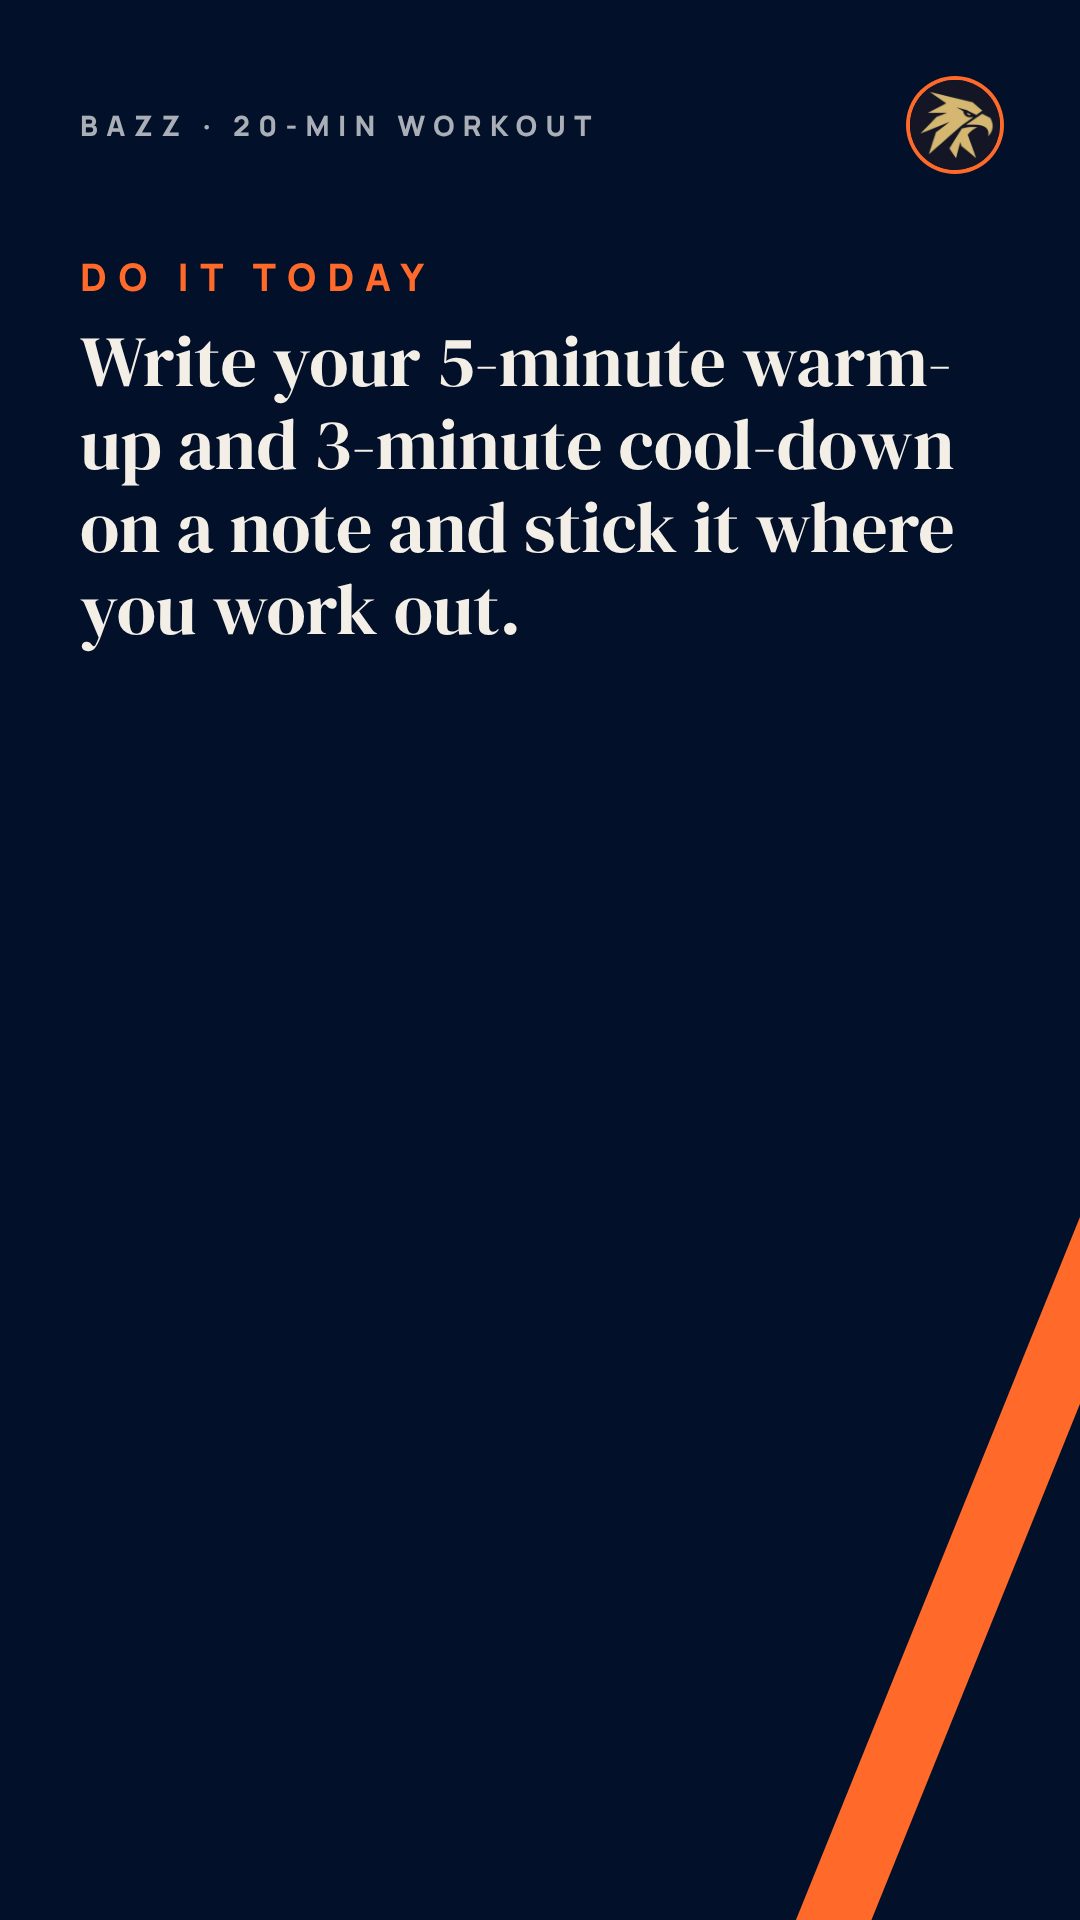 BAZZ · 20-MIN WORKOUT
DO IT TODAY
Write your 5-minute warm-
up and 3-minute cool-down
on a note and stick it where
you work out.